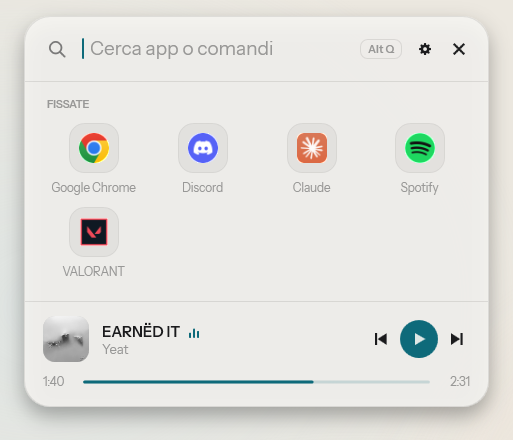 Cerca app o comandi
Alt Q
FISSATE
Google Chrome
Discord
Claude
Spotify
VALORANT
EARNËD IT
Yeat
1:40
2:31